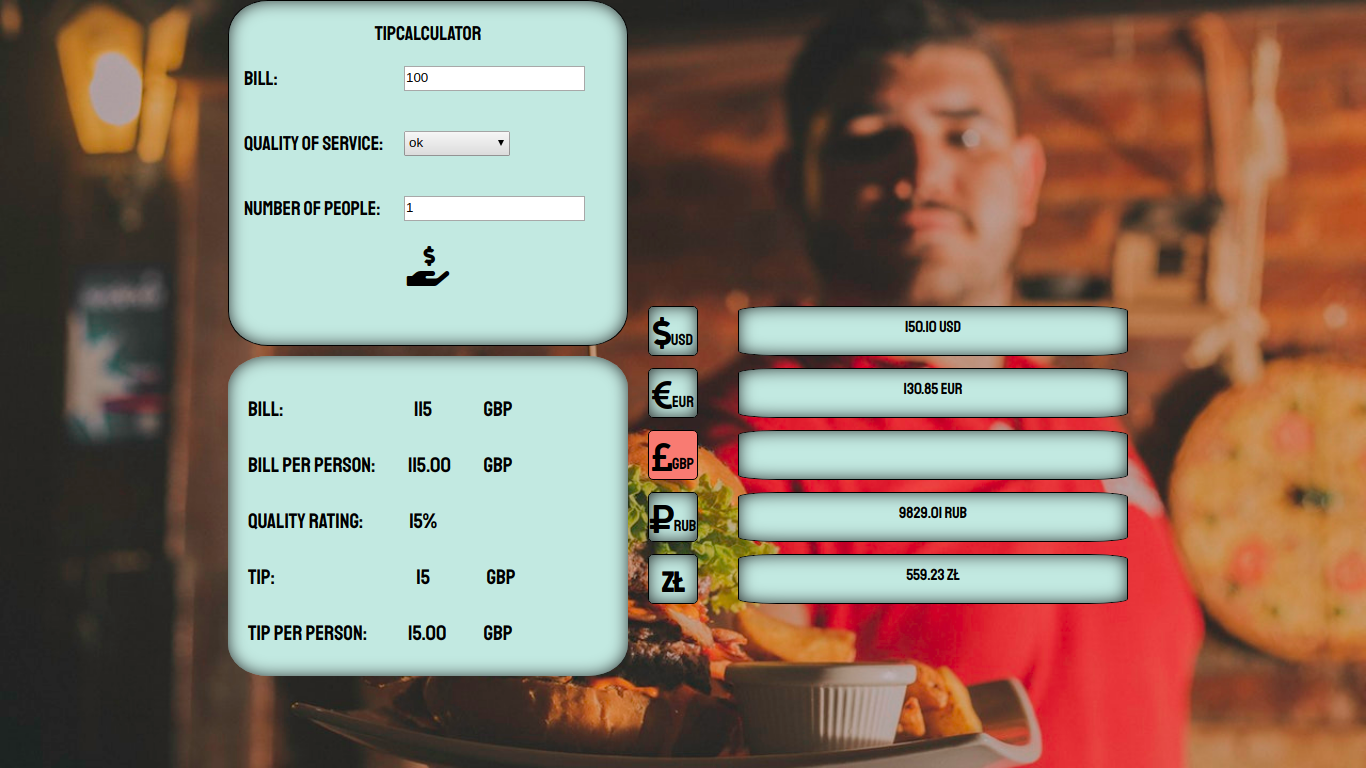 TIPCALCULATOR
BILL: 100
QUALITY OF SERVICE: ok
NUMBER OF PEOPLE: 1
$
BILL: 115 GBP
BILL PER PERSON: 115.00 GBP
QUALITY RATING: 15%
TIP: 15 GBP
TIP PER PERSON: 15.00 GBP
$USD 150.10 USD
€EUR 130.85 EUR
£GBP
₽RUB 9829.01 RUB
ZŁ 559.23 ZŁ